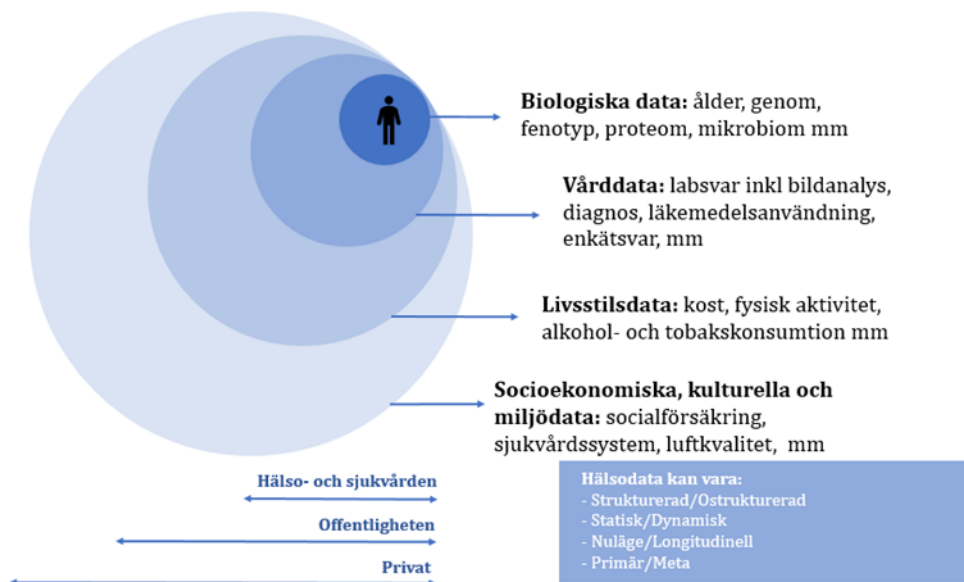 Biologiska data: ålder, genom,
fenotyp, proteom, mikrobiom mm
Vårddata: labsvar inkl bildanalys,
diagnos, läkemedelsanvändning,
enkätsvar, mm
Livsstilsdata: kost, fysisk aktivitet,
alkohol- och tobakskonsumtion mm
Socioekonomiska, kulturella och
miljödata: socialförsäkring,
sjukvårdssystem, luftkvalitet, mm
Hälso- och sjukvården
Offentligheten
Privat
Hälsodata kan vara:
- Strukturerad/Ostrukturerad
- Statisk/Dynamisk
- Nuläge/Longitudinell
- Primär/Meta